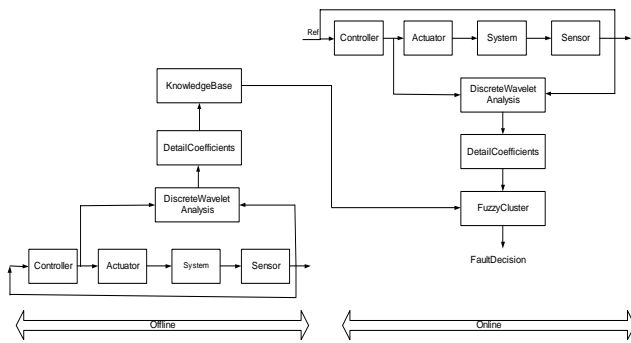 Ref
Controller
Actuator
System
Sensor
DiscreteWavelet
Analysis
DetailCoefficients
FuzzyCluster
FaultDecision
KnowledgeBase
DetailCoefficients
DiscreteWavelet
Analysis
Controller
Actuator
System
Sensor
Offline
Online